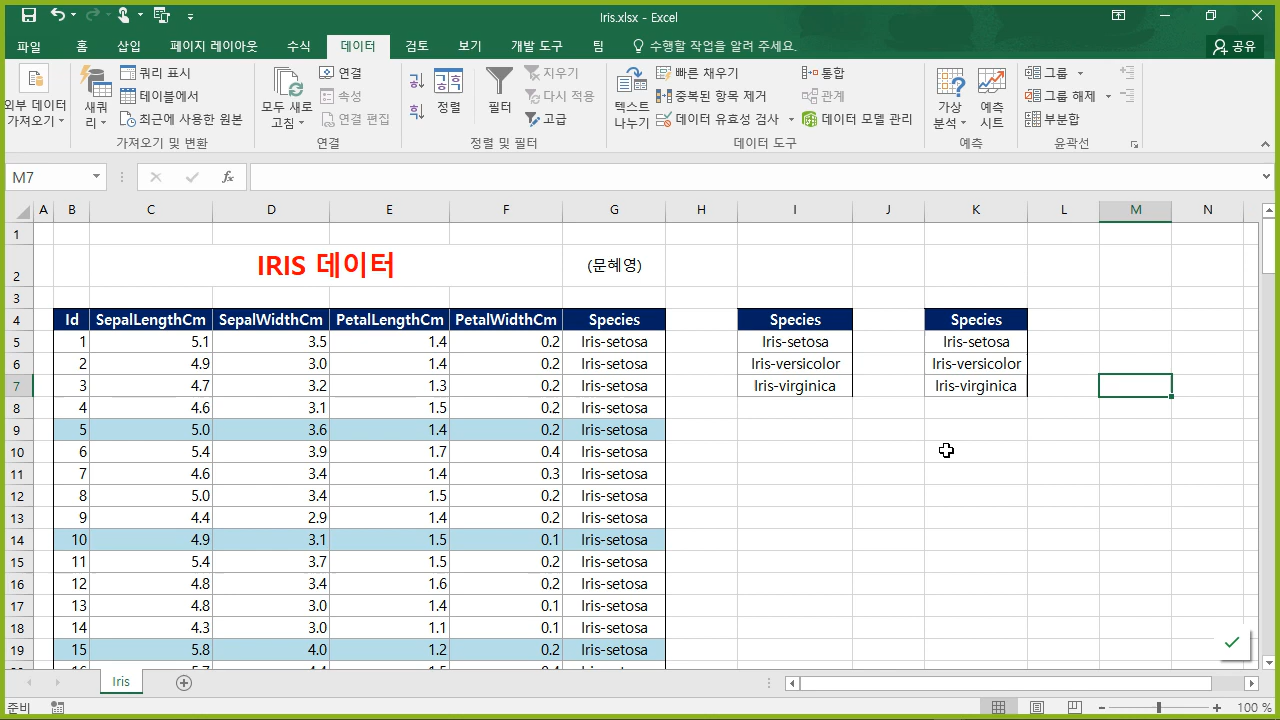 Iris.xlsx - Excel
파일 홈 삽입 페이지 레이아웃 수식 데이터 검토 보기 개발 도구 팀 수행할 작업을 알려 주세요. 공유
외부 데이터 가져오기
새 쿼리
쿼리 표시
테이블에서
최근에 사용한 원본
가져오기 및 변환
모두 새로 고침
연결
속성
연결 편집
연결
정렬
필터
지우기
다시 적용
고급
정렬 및 필터
텍스트 나누기
빠른 채우기
중복된 항목 제거
데이터 유효성 검사
통합
관계
데이터 모델 관리
데이터 도구
가상 분석
예측 시트
예측
그룹
그룹 해제
부분합
윤곽선
M7 fx
A B C D E F G H I J K L M N
1
2 IRIS 데이터 (문혜영)
3
4 Id SepalLengthCm SepalWidthCm PetalLengthCm PetalWidthCm Species Species Species
5 1 5.1 3.5 1.4 0.2 Iris-setosa Iris-setosa Iris-setosa
6 2 4.9 3.0 1.4 0.2 Iris-setosa Iris-versicolor Iris-versicolor
7 3 4.7 3.2 1.3 0.2 Iris-setosa Iris-virginica Iris-virginica
8 4 4.6 3.1 1.5 0.2 Iris-setosa
9 5 5.0 3.6 1.4 0.2 Iris-setosa
10 6 5.4 3.9 1.7 0.4 Iris-setosa
11 7 4.6 3.4 1.4 0.3 Iris-setosa
12 8 5.0 3.4 1.5 0.2 Iris-setosa
13 9 4.4 2.9 1.4 0.2 Iris-setosa
14 10 4.9 3.1 1.5 0.1 Iris-setosa
15 11 5.4 3.7 1.5 0.2 Iris-setosa
16 12 4.8 3.4 1.6 0.2 Iris-setosa
17 13 4.8 3.0 1.4 0.1 Iris-setosa
18 14 4.3 3.0 1.1 0.1 Iris-setosa
19 15 5.8 4.0 1.2 0.2 Iris-setosa
Iris
준비 100 %